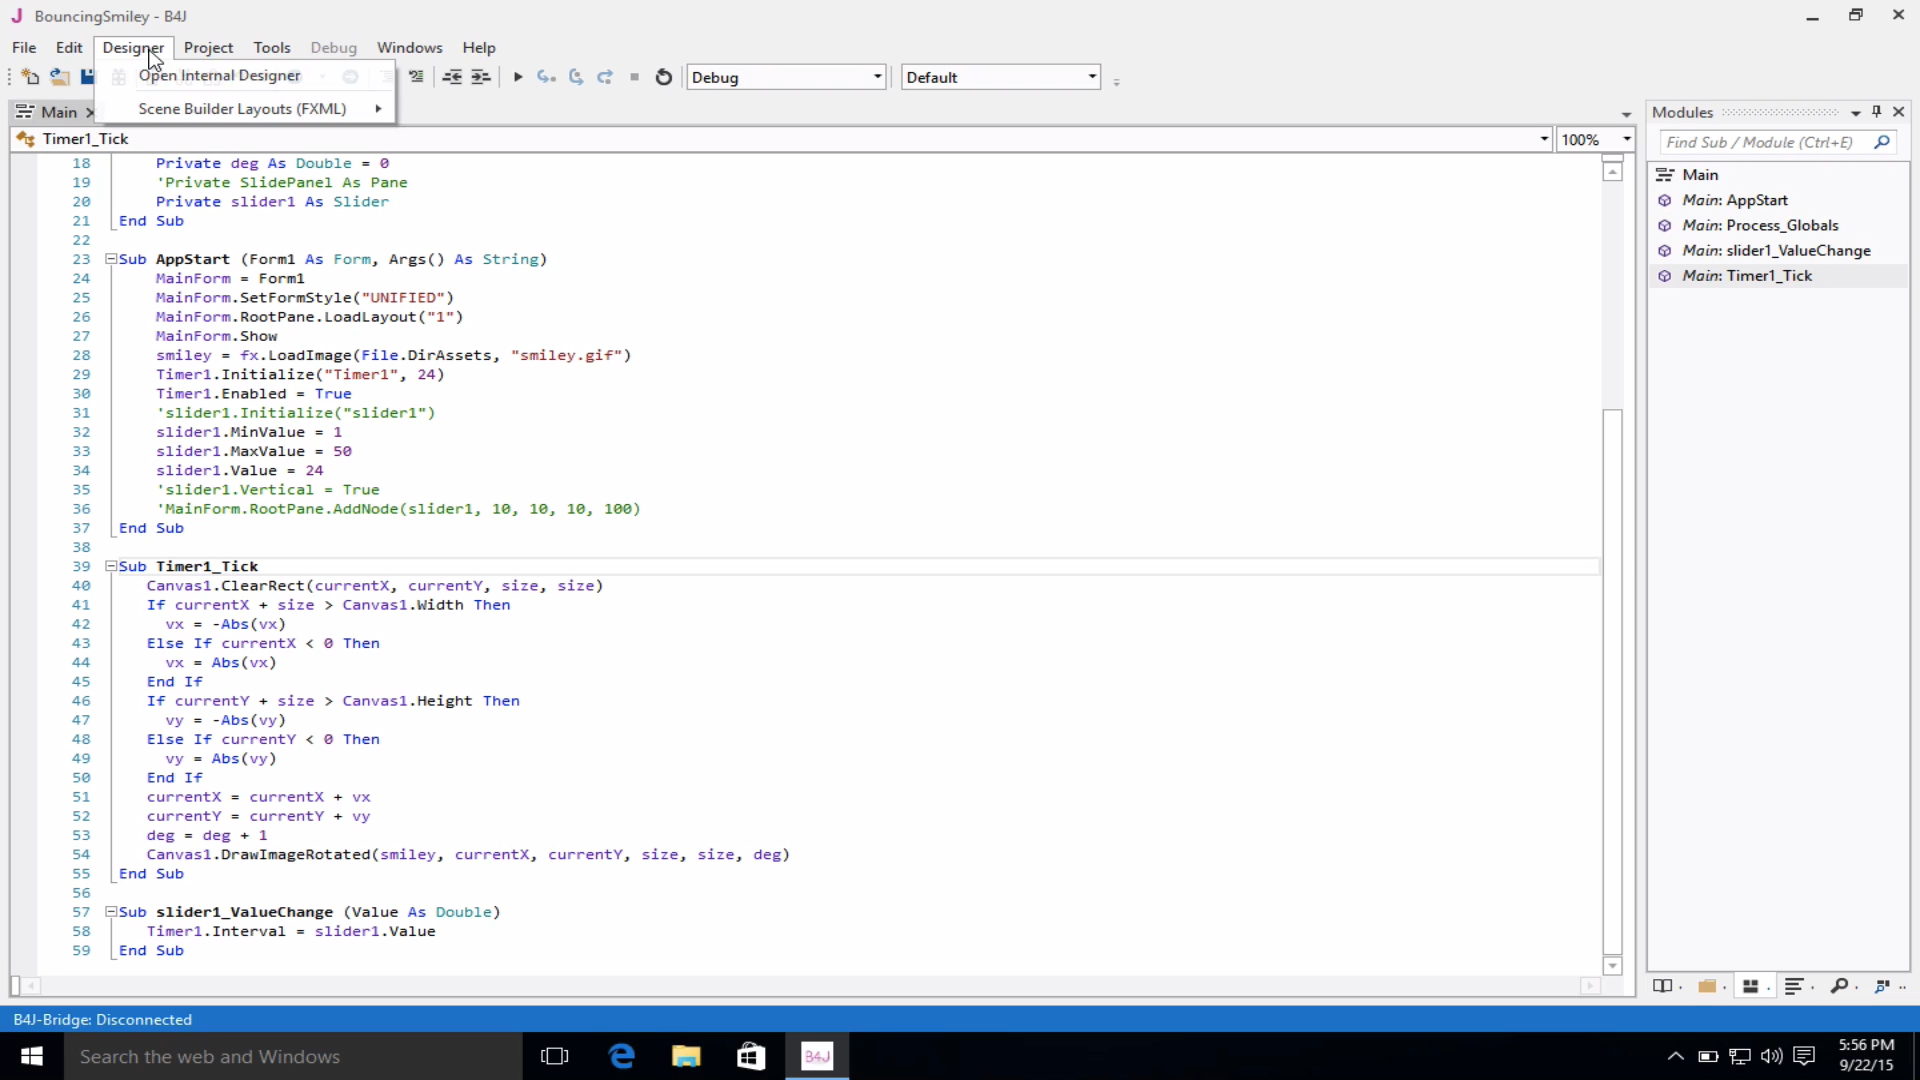 BouncingSmiley - B4J
File Edit Designer Project Tools Debug Windows Help
Open Internal Designer
Debug Default
Scene Builder Layouts (FXML)
Main
Modules
Timer1_Tick 100%
Find Sub / Module (Ctrl+E)
Main
Main: AppStart
Main: Process_Globals
Main: slider1_ValueChange
Main: Timer1_Tick
18 Private deg As Double = 0
19 'Private SlidePanel As Pane
20 Private slider1 As Slider
21 End Sub
22
23 Sub AppStart (Form1 As Form, Args() As String)
24 MainForm = Form1
25 MainForm.SetFormStyle("UNIFIED")
26 MainForm.RootPane.LoadLayout("1")
27 MainForm.Show
28 smiley = fx.LoadImage(File.DirAssets, "smiley.gif")
29 Timer1.Initialize("Timer1", 24)
30 Timer1.Enabled = True
31 'slider1.Initialize("slider1")
32 slider1.MinValue = 1
33 slider1.MaxValue = 50
34 slider1.Value = 24
35 'slider1.Vertical = True
36 'MainForm.RootPane.AddNode(slider1, 10, 10, 10, 100)
37 End Sub
38
39 Sub Timer1_Tick
40 Canvas1.ClearRect(currentX, currentY, size, size)
41 If currentX + size > Canvas1.Width Then
42 vx = -Abs(vx)
43 Else If currentX < 0 Then
44 vx = Abs(vx)
45 End If
46 If currentY + size > Canvas1.Height Then
47 vy = -Abs(vy)
48 Else If currentY < 0 Then
49 vy = Abs(vy)
50 End If
51 currentX = currentX + vx
52 currentY = currentY + vy
53 deg = deg + 1
54 Canvas1.DrawImageRotated(smiley, currentX, currentY, size, size, deg)
55 End Sub
56
57 Sub slider1_ValueChange (Value As Double)
58 Timer1.Interval = slider1.Value
59 End Sub
B4J-Bridge: Disconnected
Search the web and Windows
B4J
5:56 PM
9/22/15